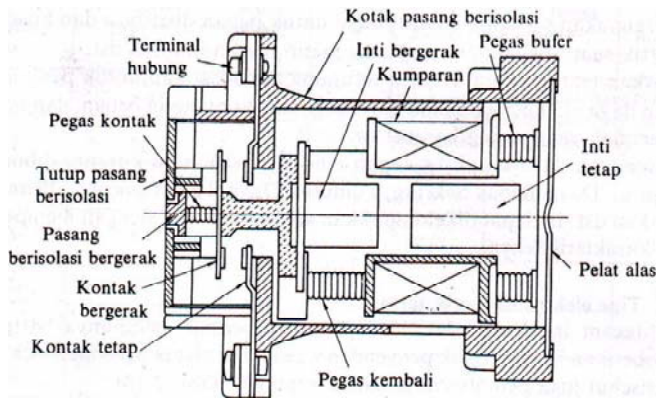 Kotak pasang berisolasi
Terminal
hubung
Inti bergerak
Kumparan
Pegas bufer
Pegas kontak
Tutup pasang
berisolasi
Inti
tetap
Pasang
berisolasi bergerak
Pelat alas
Kontak
bergerak
Kontak tetap
Pegas kembali